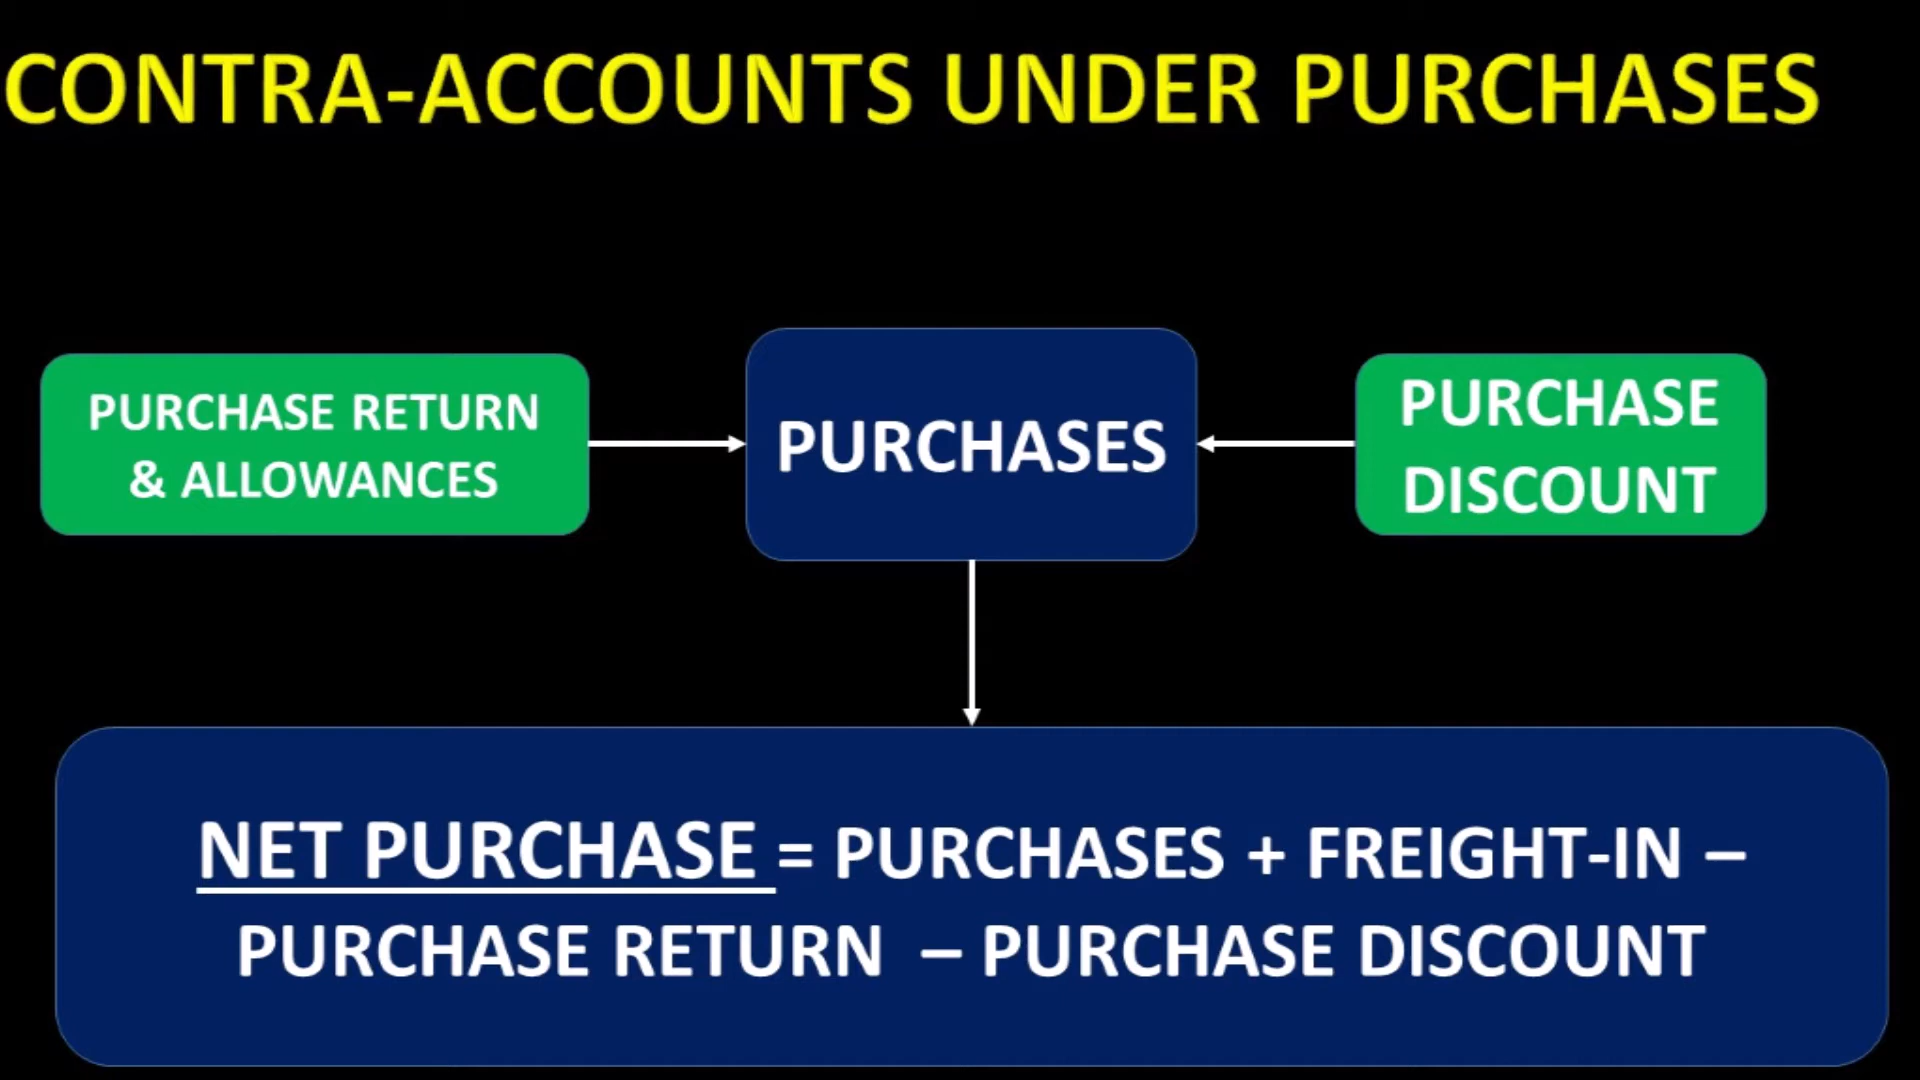 CONTRA-ACCOUNTS UNDER PURCHASES
PURCHASE RETURN
& ALLOWANCES
PURCHASES
PURCHASE
DISCOUNT
NET PURCHASE = PURCHASES + FREIGHT-IN –
PURCHASE RETURN – PURCHASE DISCOUNT